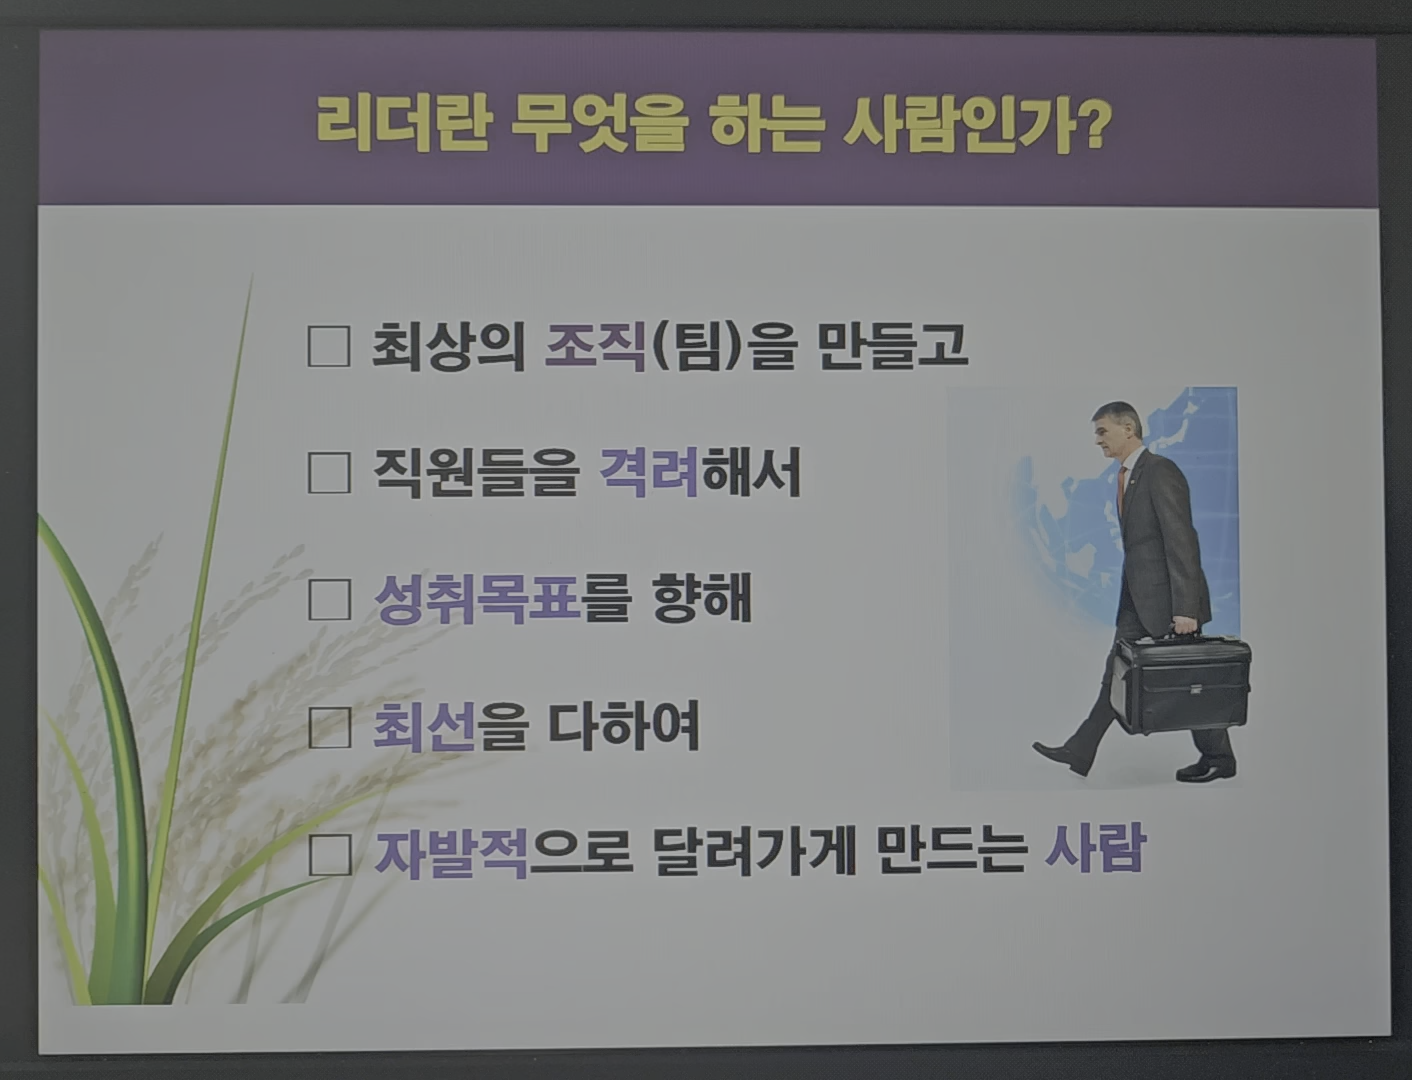 리더란 무엇을 하는 사람인가?
□ 최상의 조직(팀)을 만들고
□ 직원들을 격려해서
□ 성취목표를 향해
□ 최선을 다하여
□ 자발적으로 달려가게 만드는 사람